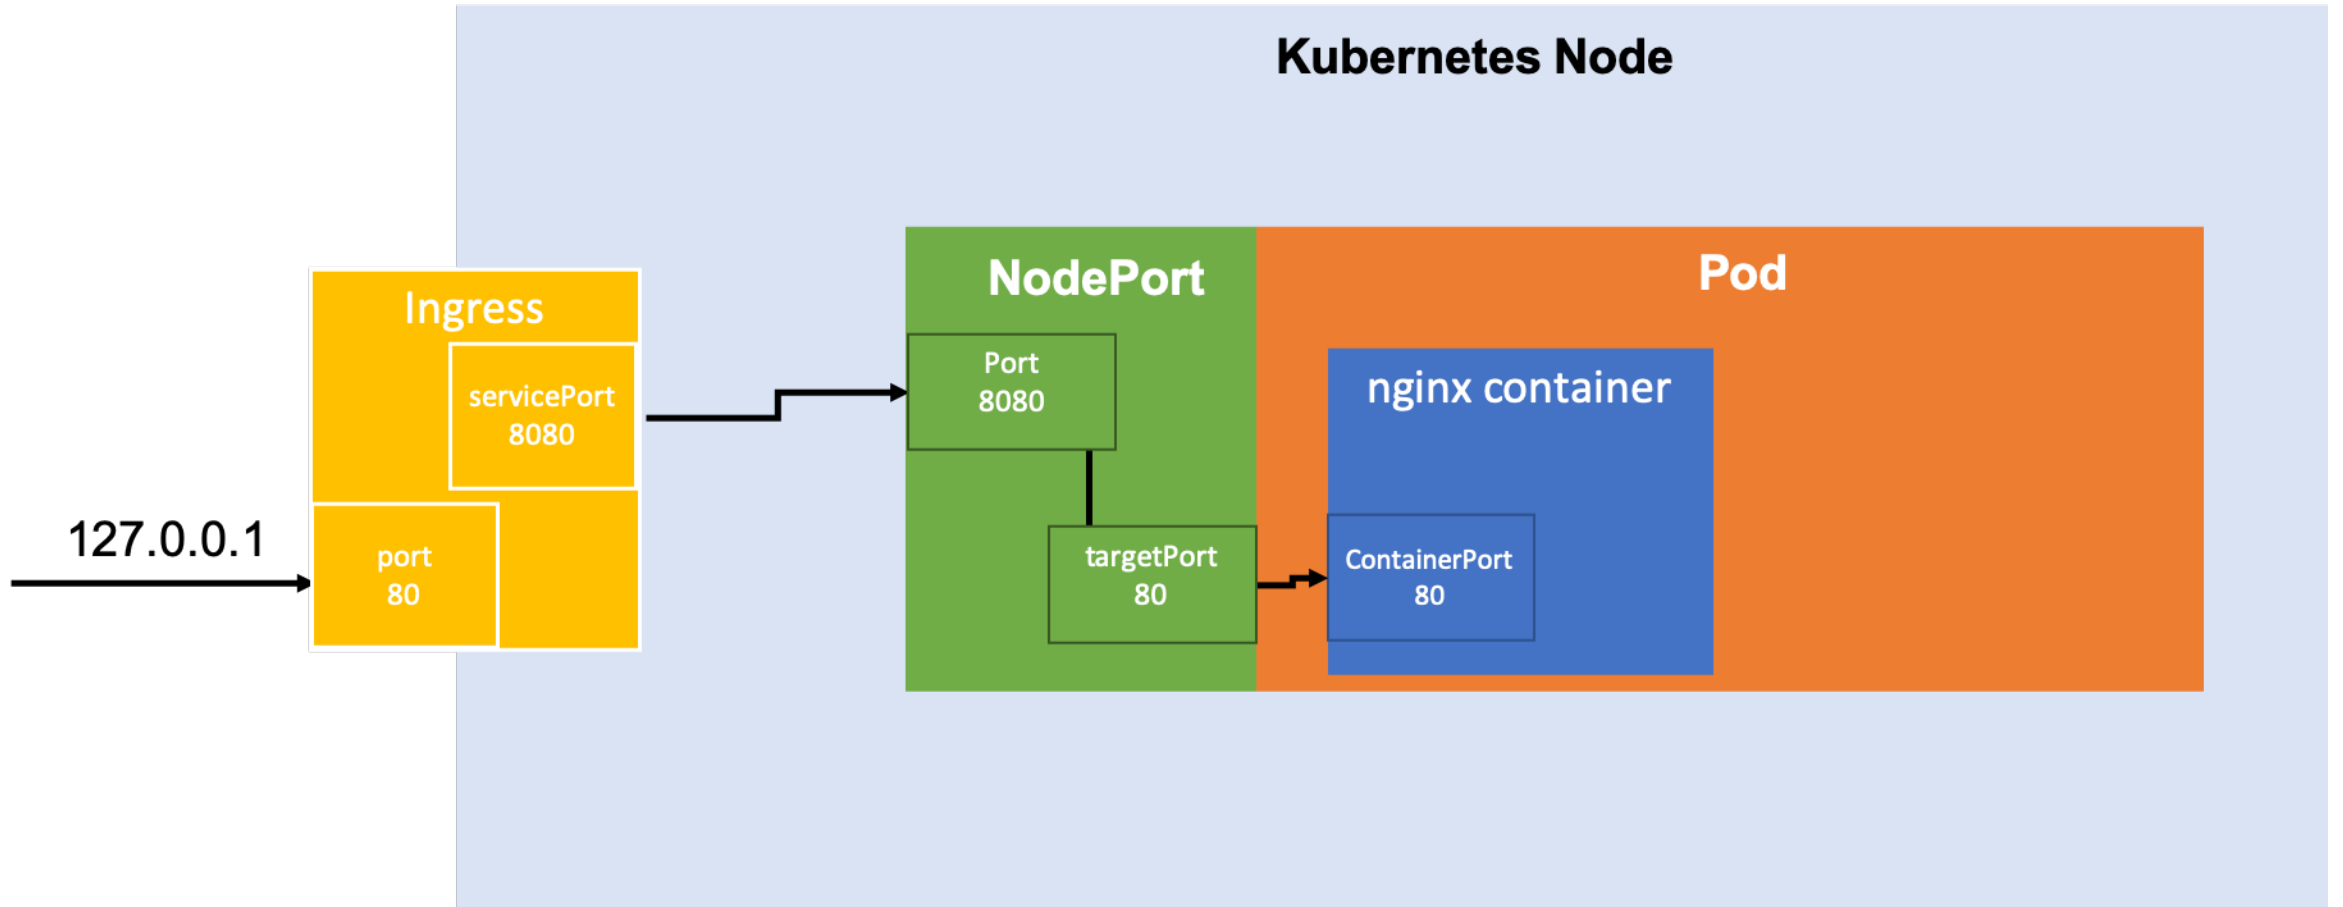 Kubernetes Node
Ingress
servicePort
8080
127.0.0.1
port
80
NodePort
Port
8080
targetPort
80
Pod
nginx container
ContainerPort
80